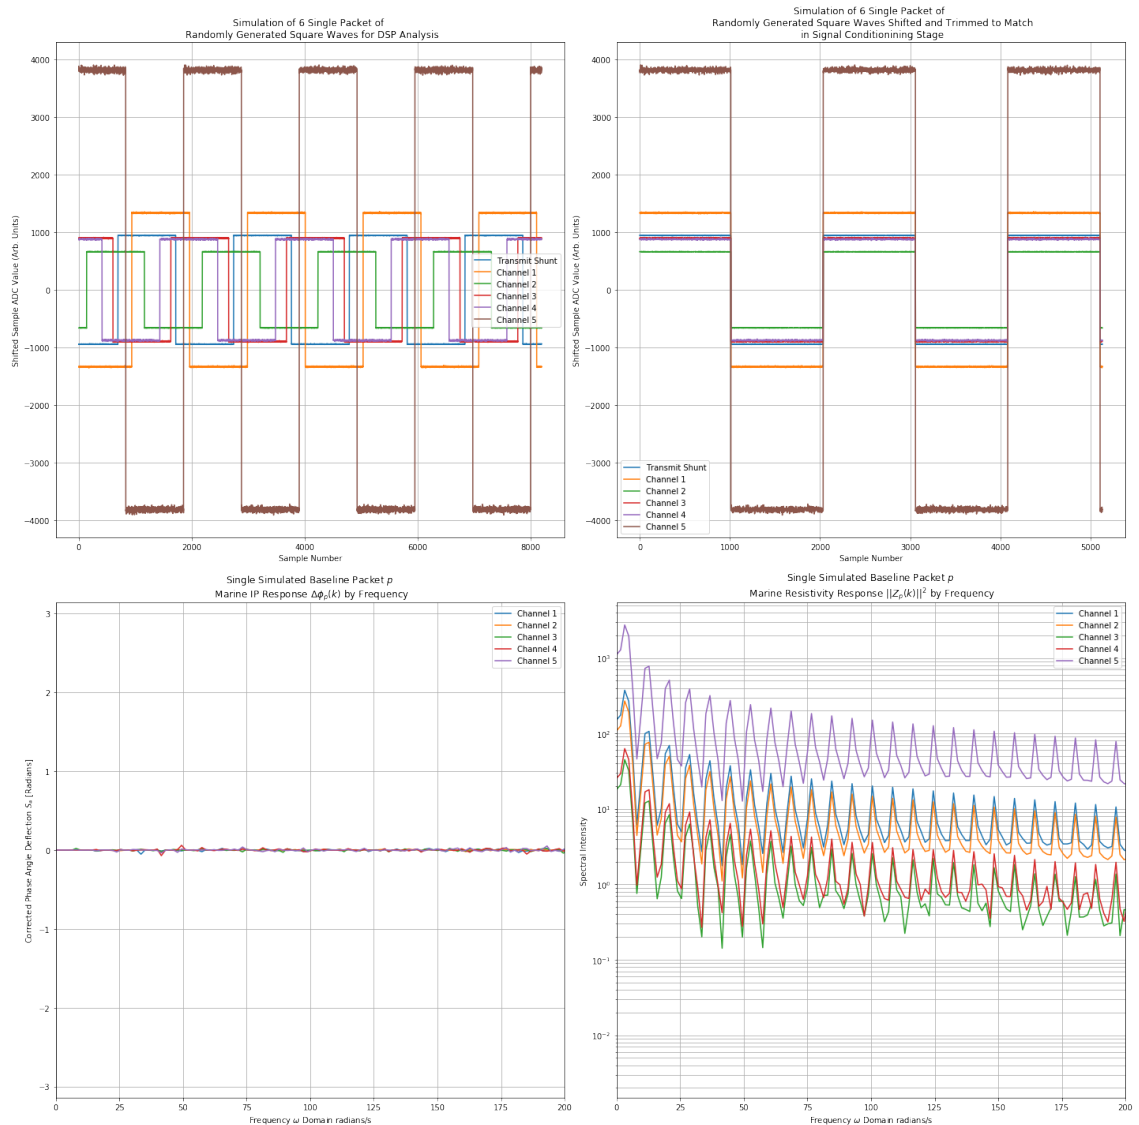 Simulation of 6 Single Packet of
Randomly Generated Square Waves for DSP Analysis
Shifted Sample ADC Value (Arb. Units)
4000
3000
2000
1000
0
−1000
−2000
−3000
−4000
Transmit Shunt
Channel 1
Channel 2
Channel 3
Channel 4
Channel 5
0
2000
4000
6000
8000
Sample Number
Simulation of 6 Single Packet of
Randomly Generated Square Waves Shifted and Trimmed to Match
in Signal Conditionining Stage
Shifted Sample ADC Value (Arb. Units)
4000
3000
2000
1000
0
−1000
−2000
−3000
−4000
Transmit Shunt
Channel 1
Channel 2
Channel 3
Channel 4
Channel 5
0
1000
2000
3000
4000
5000
Sample Number
Single Simulated Baseline Packet p
Marine IP Response Δϕₚ(k) by Frequency
Corrected Phase Angle Deflection Sₓ [Radians]
3
2
1
0
−1
−2
−3
Channel 1
Channel 2
Channel 3
Channel 4
Channel 5
0
25
50
75
100
125
150
175
200
Frequency ω Domain radians/s
Single Simulated Baseline Packet p
Marine Resistivity Response ||Zₚ(k)||² by Frequency
Spectral Intensity
10³
10²
10¹
10⁰
10⁻¹
10⁻²
Channel 1
Channel 2
Channel 3
Channel 4
Channel 5
0
25
50
75
100
125
150
175
200
Frequency ω Domain radians/s